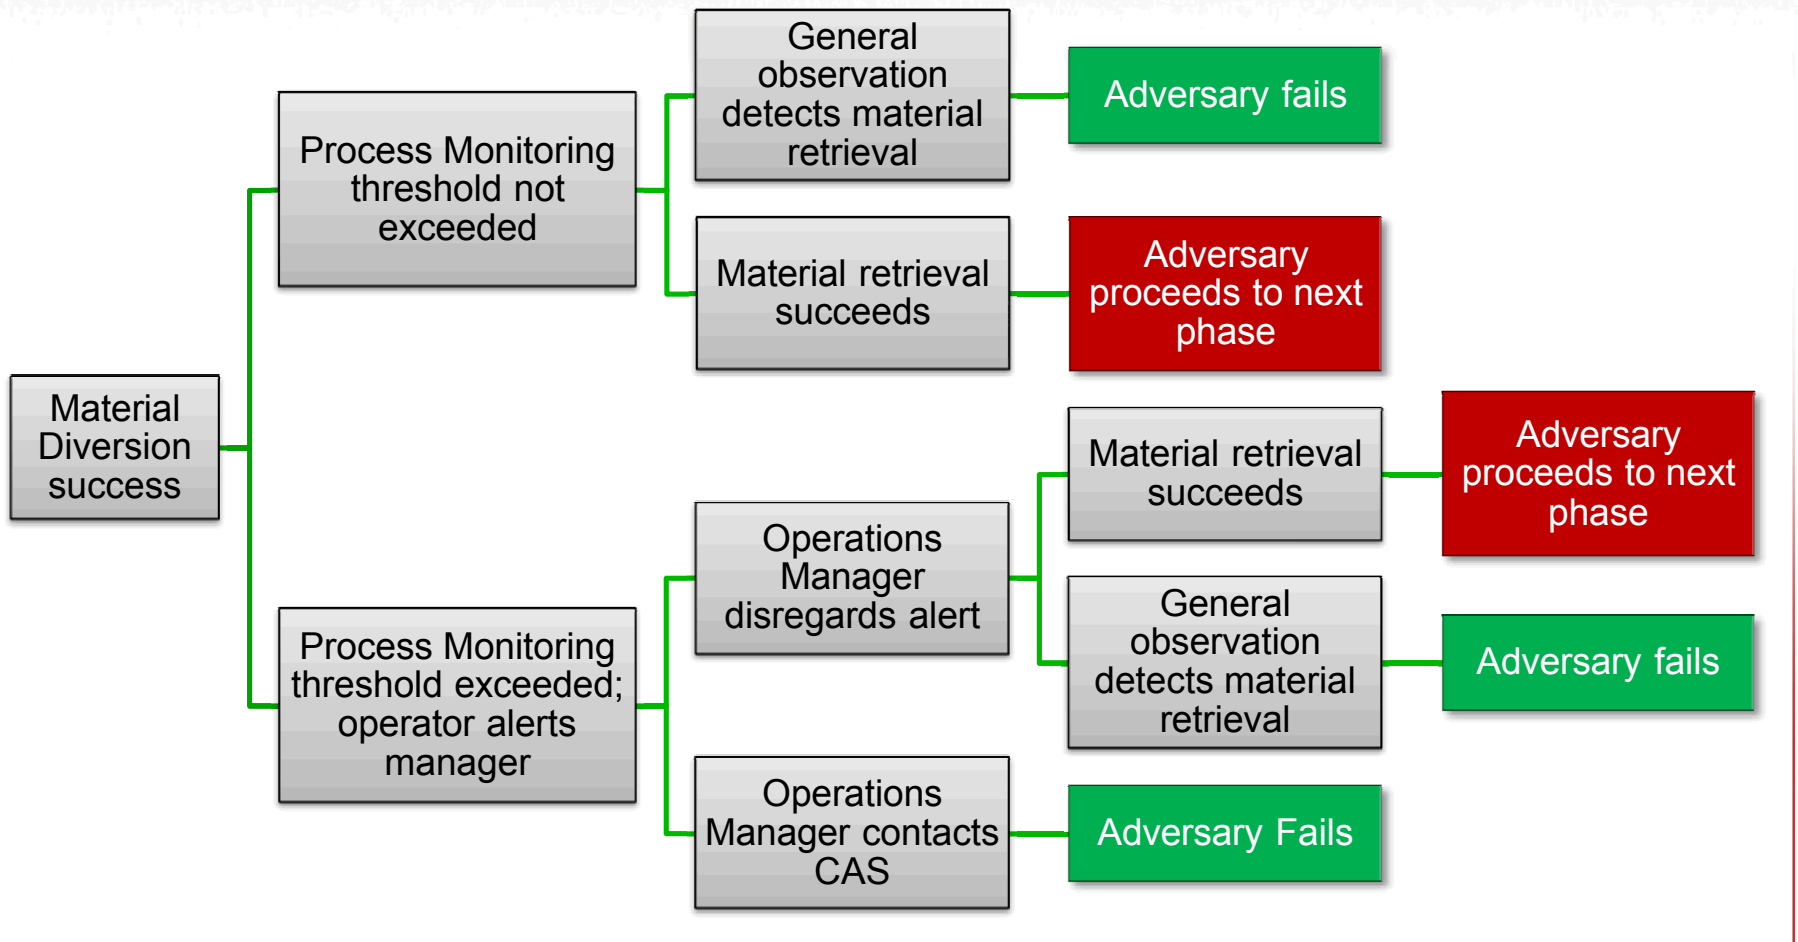 Material
Diversion
success
Process Monitoring
threshold not
exceeded
General
observation
detects material
retrieval
Adversary fails
Material retrieval
succeeds
Adversary
proceeds to next
phase
Process Monitoring
threshold exceeded;
operator alerts
manager
Operations
Manager
disregards alert
Material retrieval
succeeds
Adversary
proceeds to next
phase
General
observation
detects material
retrieval
Adversary fails
Operations
Manager contacts
CAS
Adversary Fails